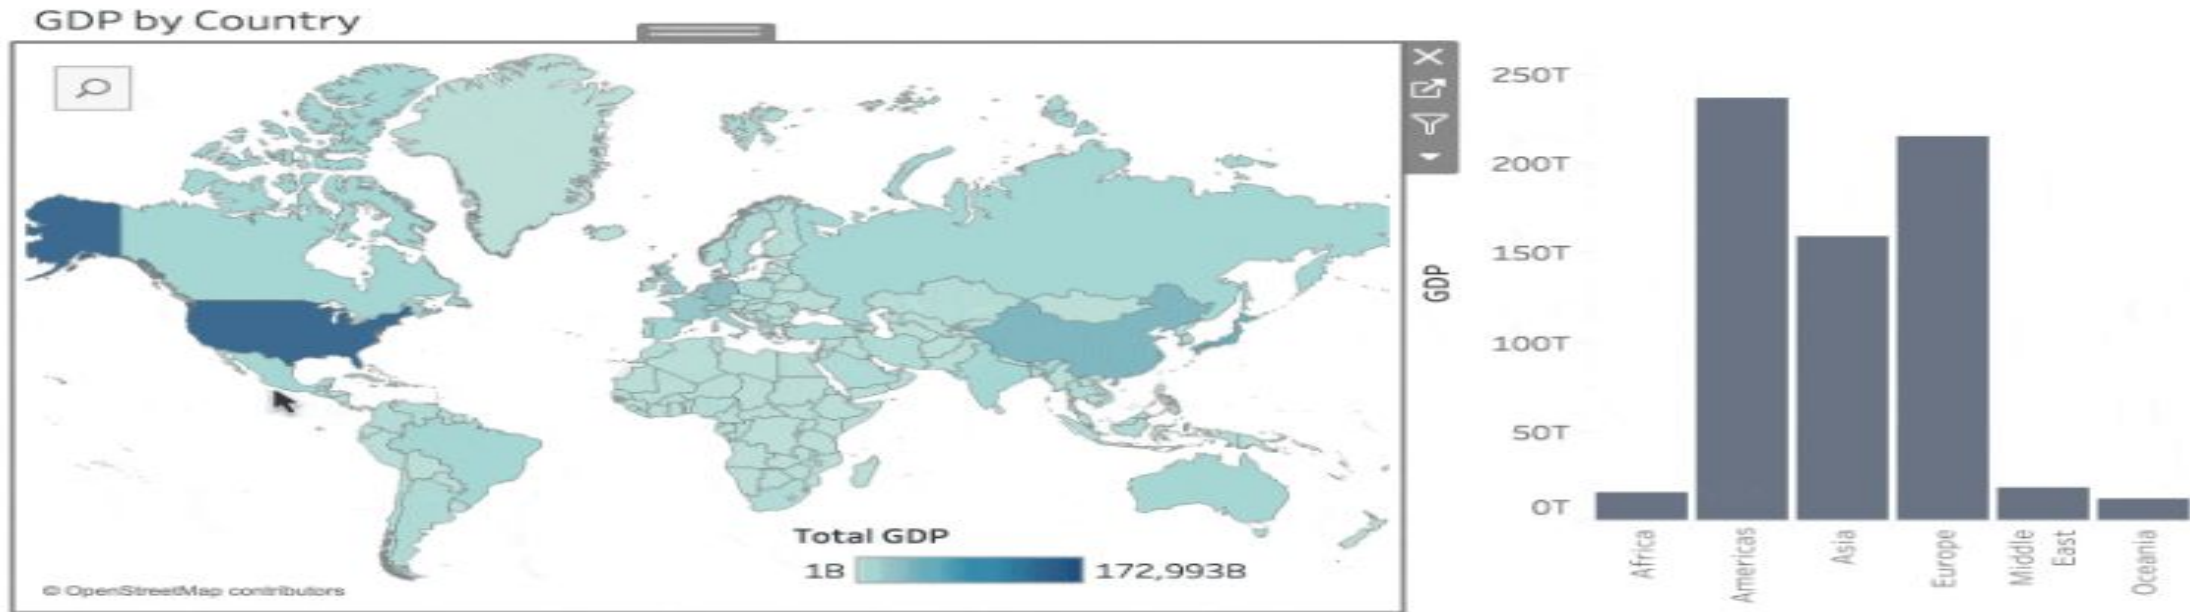 GDP by Country
Total GDP
1B 172,993B
© OpenStreetMap contributors
GDP
250T
200T
150T
100T
50T
0T
Africa
Americas
Asia
Europe
Middle
East
Oceania